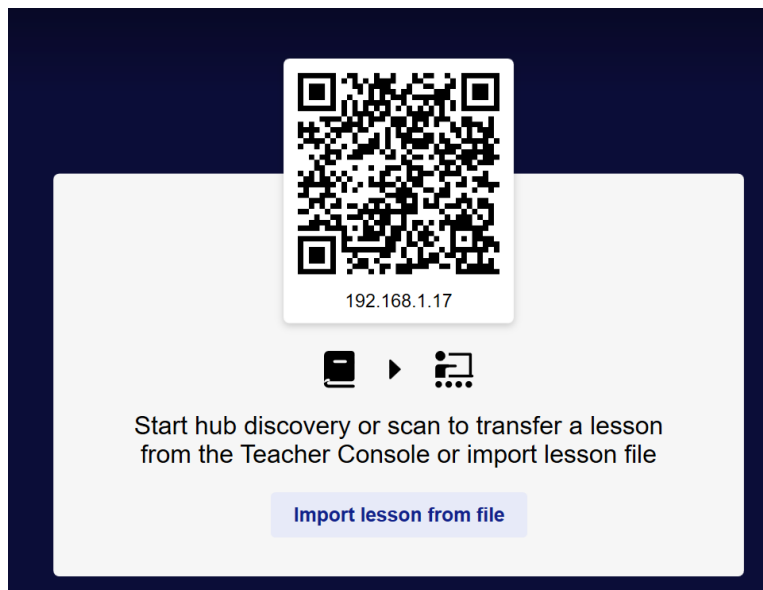 192.168.1.17
Start hub discovery or scan to transfer a lesson
from the Teacher Console or import lesson file
Import lesson from file